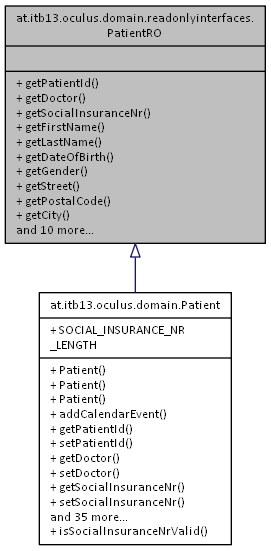 at.itb13.oculus.domain.readonlyinterfaces.
PatientRO
+ getPatientId()
+ getDoctor()
+ getSocialInsuranceNr()
+ getFirstName()
+ getLastName()
+ getDateOfBirth()
+ getGender()
+ getStreet()
+ getPostalCode()
+ getCity()
and 10 more...
at.itb13.oculus.domain.Patient
+ SOCIAL_INSURANCE_NR
_LENGTH
+ Patient()
+ Patient()
+ Patient()
+ addCalendarEvent()
+ getPatientId()
+ setPatientId()
+ getDoctor()
+ setDoctor()
+ getSocialInsuranceNr()
+ setSocialInsuranceNr()
and 35 more...
+ isSocialInsuranceNrValid()